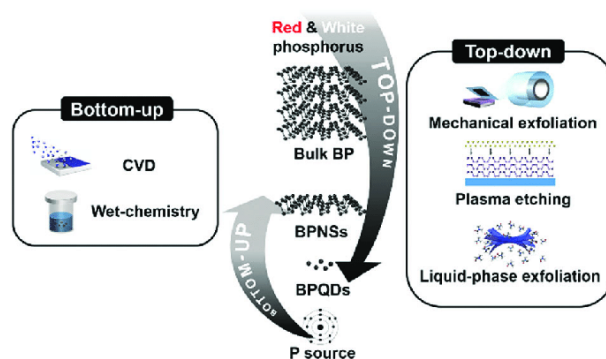 Red & White
phosphorus
TOP-DOWN
Bulk BP
BPNSs
BPQDs
BOTTOM-UP
P source
Bottom-up
CVD
Wet-chemistry
Top-down
Mechanical exfoliation
Plasma etching
Liquid-phase exfoliation